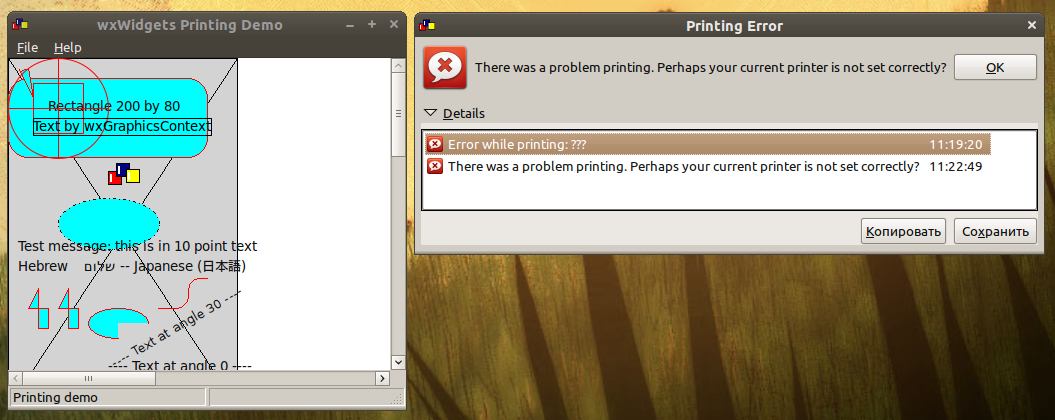 wxWidgets Printing Demo
File Help
Rectangle 200 by 80
Text by wxGraphicsContext
Test message: this is in 10 point text
Hebrew שלום -- Japanese (日本語)
----- Text at angle 30 ----
---- Text at angle 0 ----
Printing demo
Printing Error
There was a problem printing. Perhaps your current printer is not set correctly?
OK
Details
Error while printing: ??? 11:19:20
There was a problem printing. Perhaps your current printer is not set correctly? 11:22:49
Копировать Сохранить